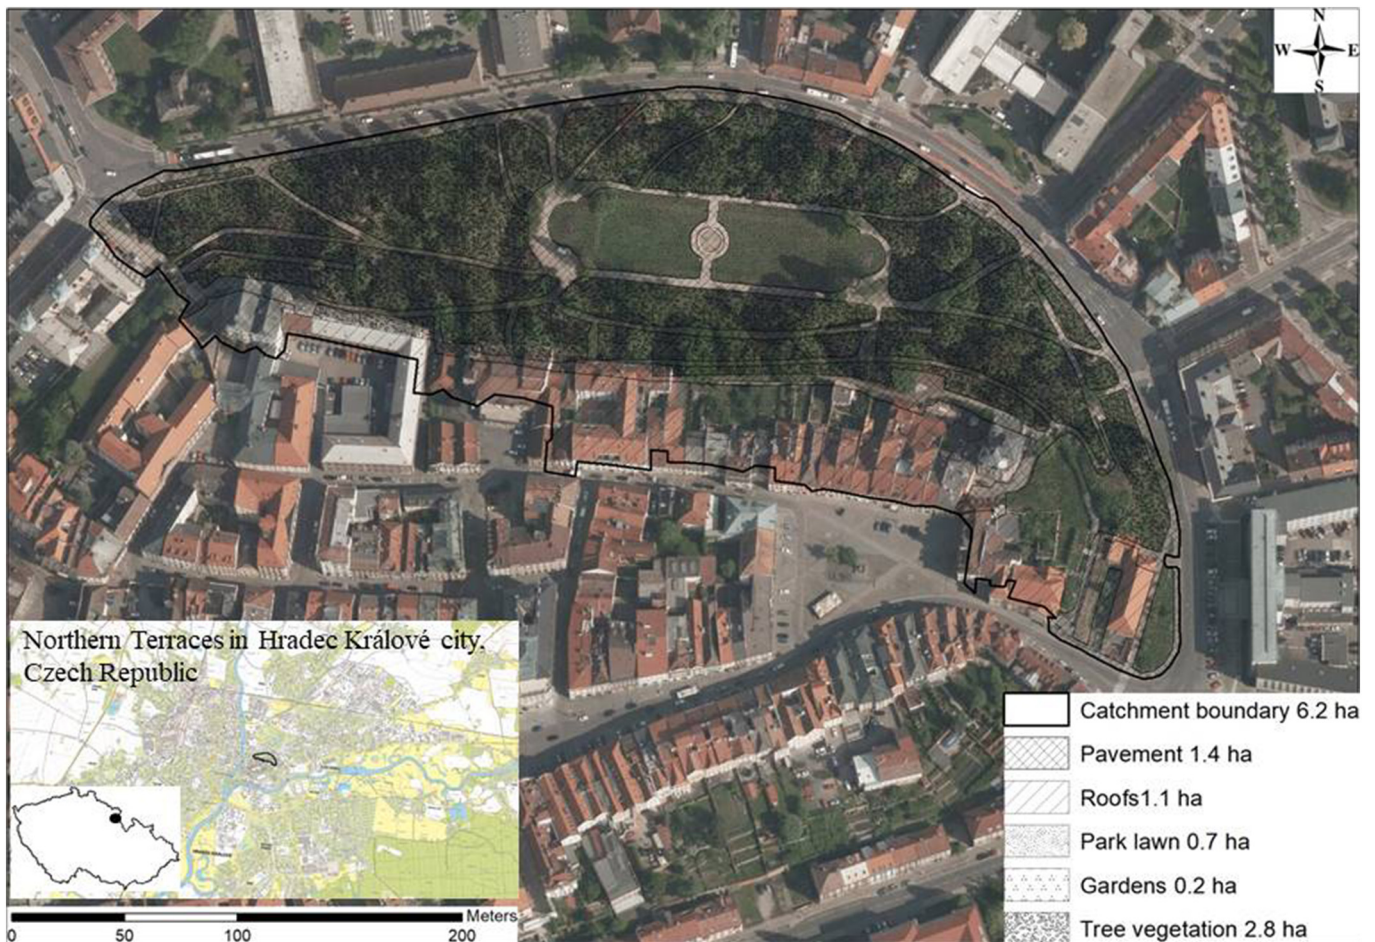 N
W E
S
Northern Terraces in Hradec Králové city,
Czech Republic
Catchment boundary 6.2 ha
Pavement 1.4 ha
Roofs1.1 ha
Park lawn 0.7 ha
Gardens 0.2 ha
Tree vegetation 2.8 ha
Meters
0 50 100 200